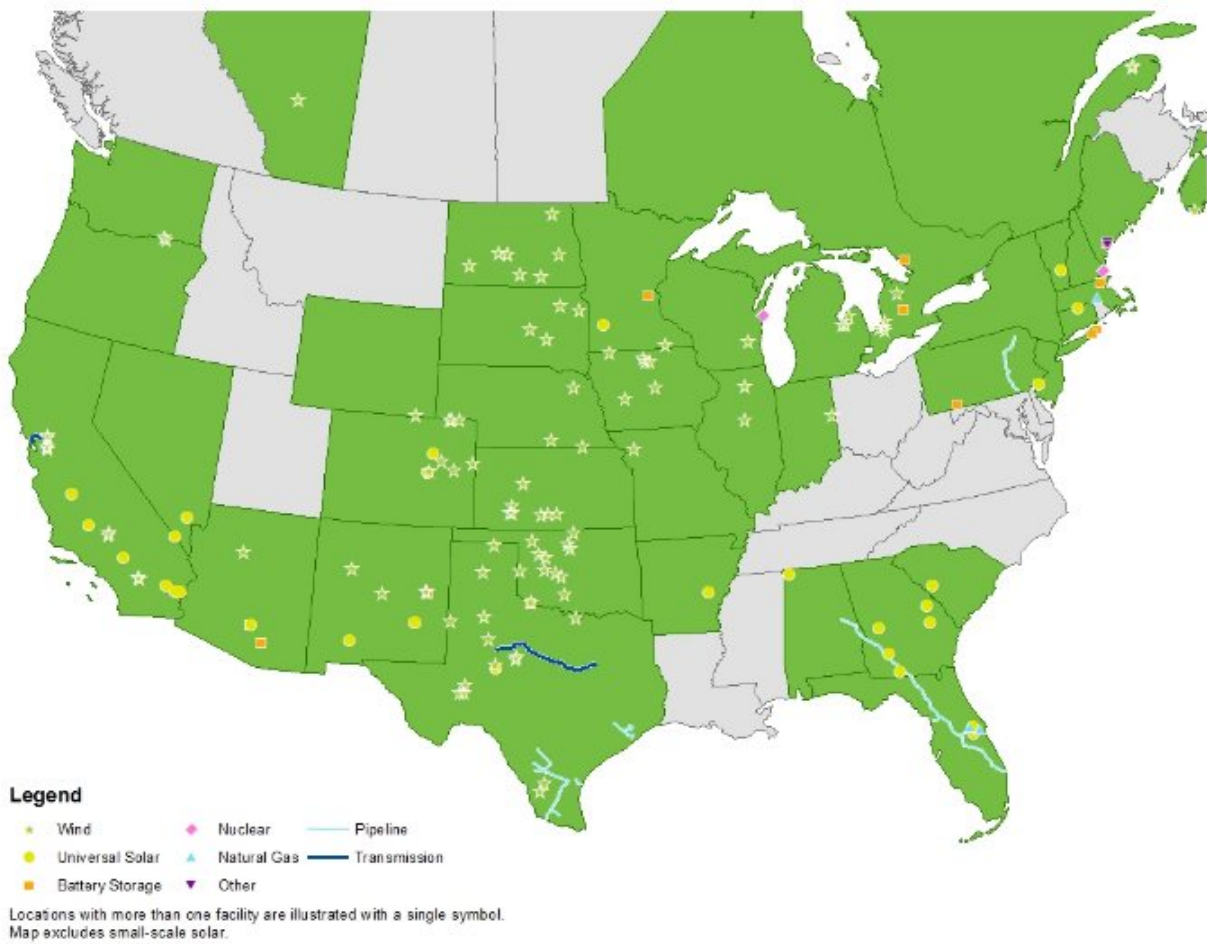 Legend
Wind
Nuclear
Pipeline
Universal Solar
Natural Gas
Transmission
Battery Storage
Other
Locations with more than one facility are illustrated with a single symbol.
Map excludes small-scale solar.